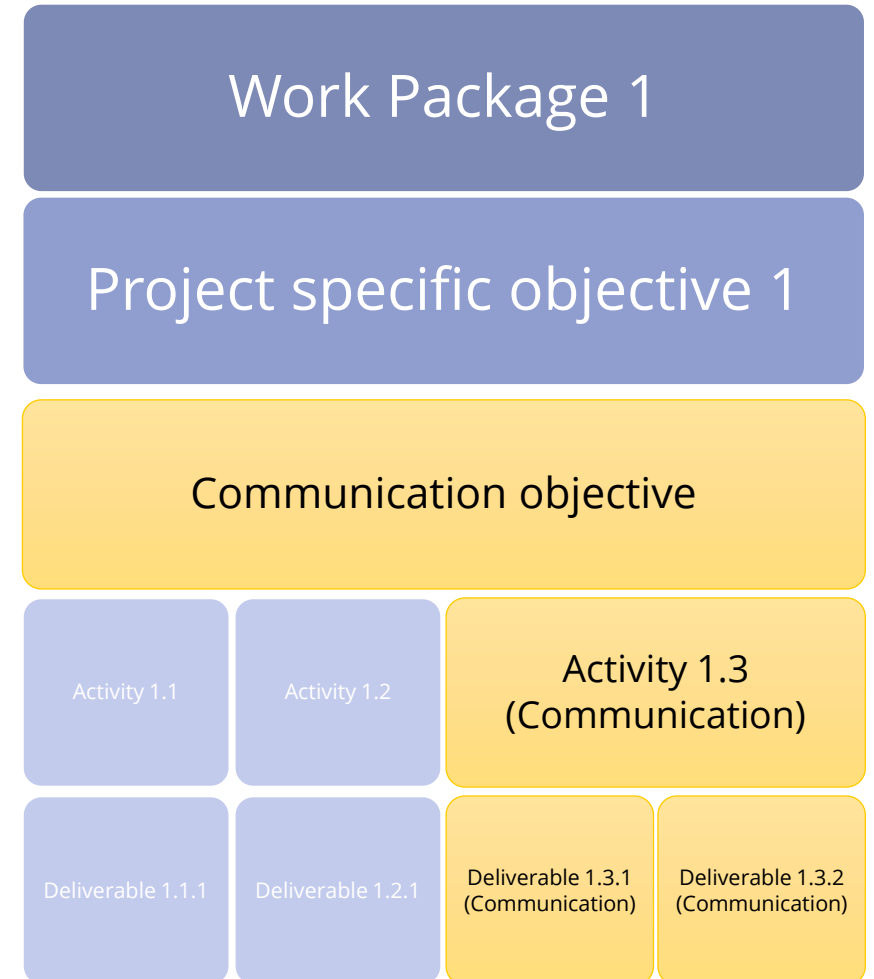 Work Package 1
Project specific objective 1
Communication objective
Activity 1.1
Activity 1.2
Activity 1.3
(Communication)
Deliverable 1.1.1
Deliverable 1.2.1
Deliverable 1.3.1
(Communication)
Deliverable 1.3.2
(Communication)